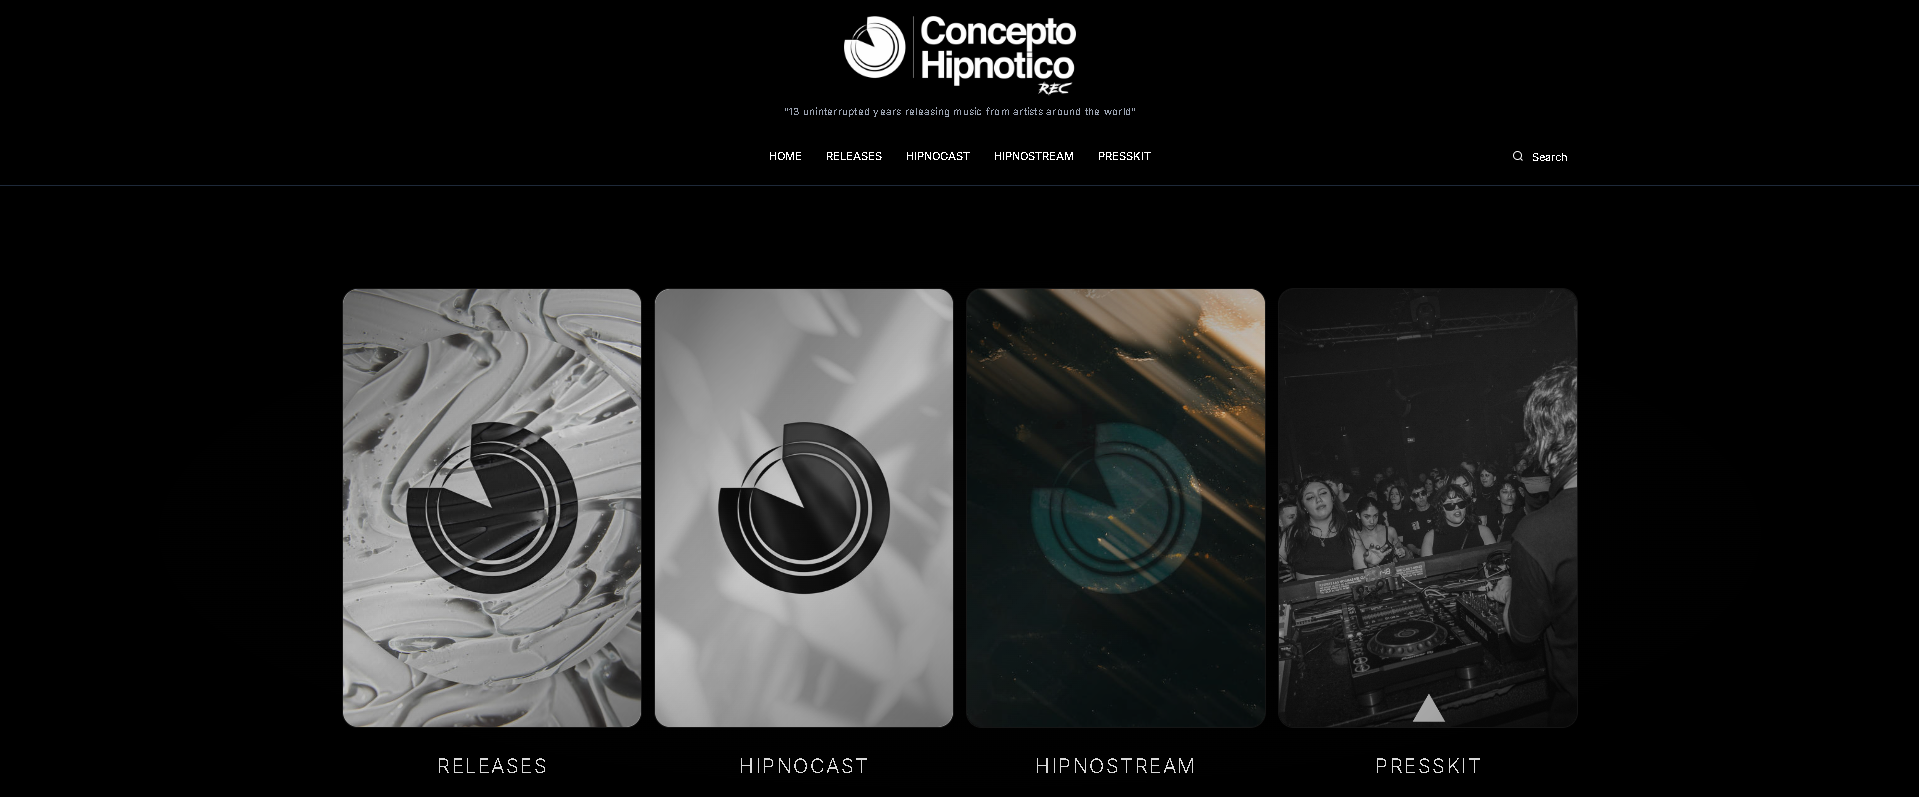 Concepto
Hipnotico
REC
"13 uninterrupted years releasing music from artists around the world"
HOME RELEASES HIPNOCAST HIPNOSTREAM PRESSKIT Search
RELEASES HIPNOCAST HIPNOSTREAM PRESSKIT